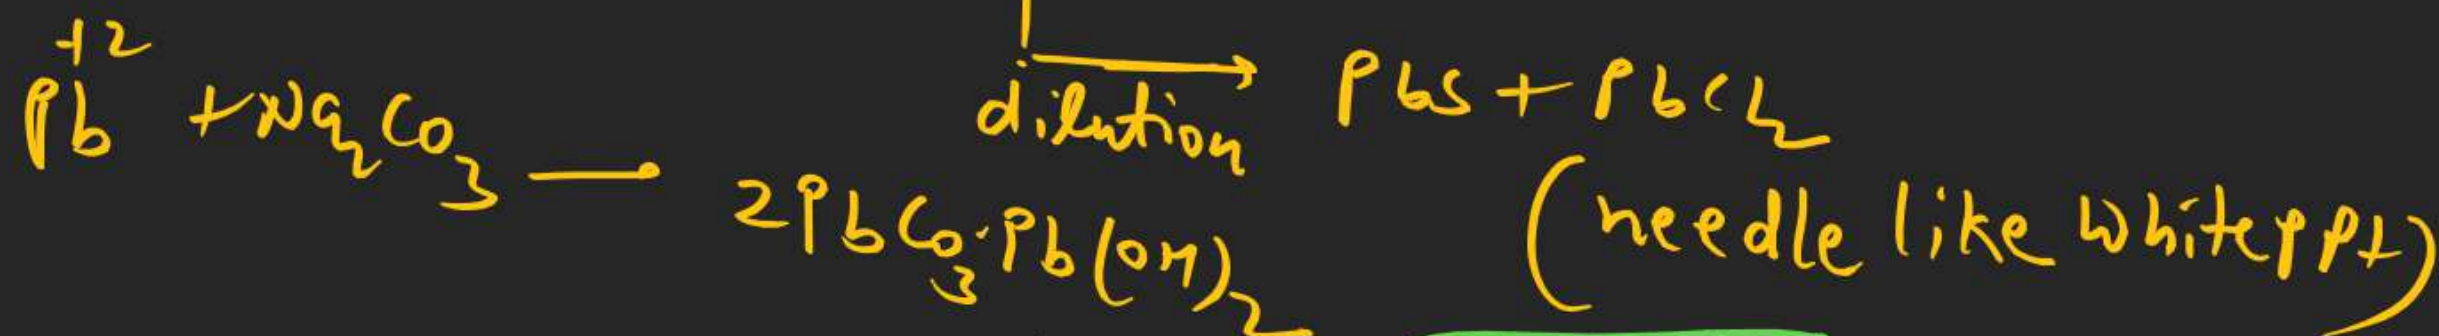 Pb+2 + Na2CO3 → 2PbCO3·Pb(OH)2
dilution → PbS + PbCl2
(needle like white ppt)